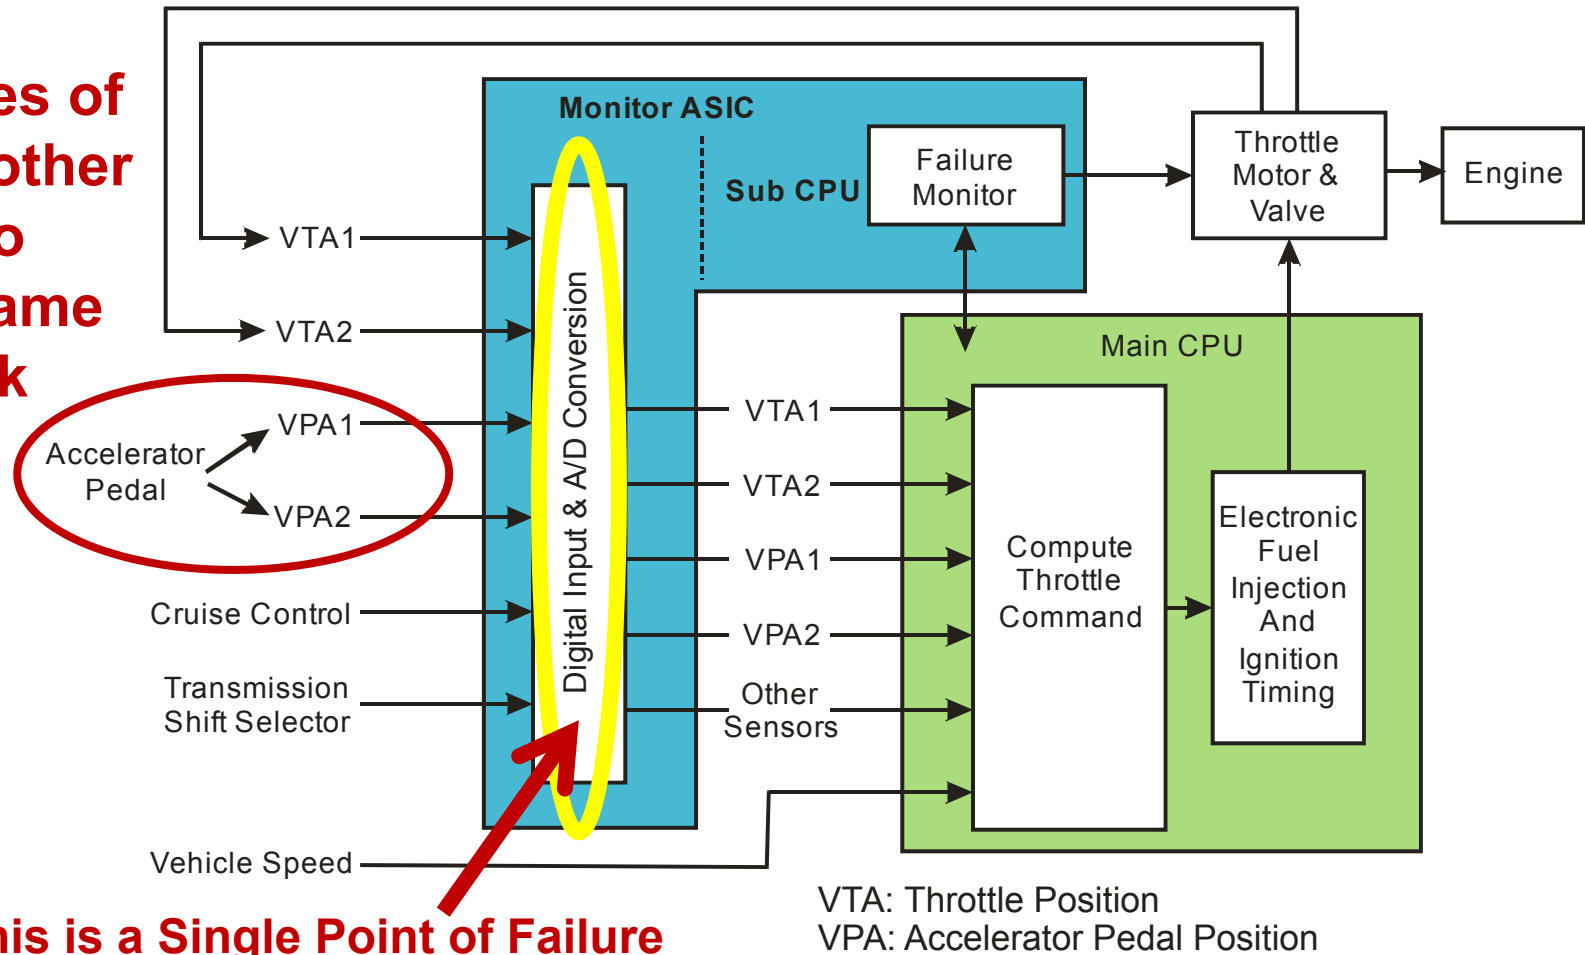 es of
other
o
ame
k
Monitor ASIC
Sub CPU
Failure
Monitor
Throttle
Motor &
Valve
Engine
VTA1
VTA2
VPA1
Accelerator
Pedal
VPA2
Cruise Control
Transmission
Shift Selector
Vehicle Speed
Digital Input & A/D Conversion
VTA1
VTA2
VPA1
VPA2
Other
Sensors
Main CPU
Compute
Throttle
Command
Electronic
Fuel
Injection
And
Ignition
Timing
his is a Single Point of Failure
VTA: Throttle Position
VPA: Accelerator Pedal Position